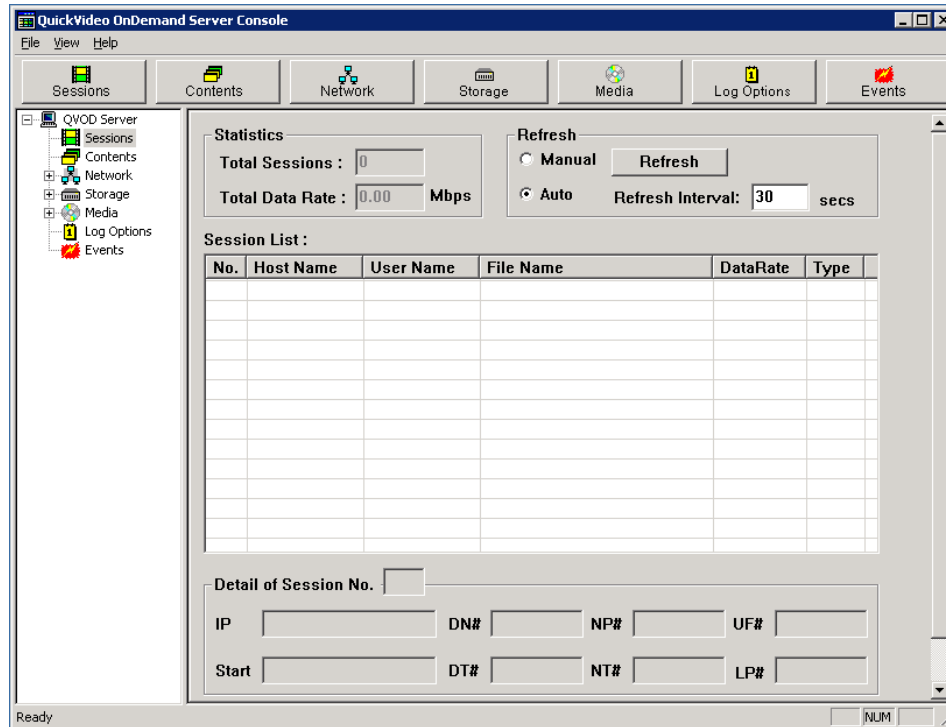 QuickVideo OnDemand Server Console
File View Help
Sessions Contents Network Storage Media Log Options Events
QVOD Server
Sessions
Contents
Network
Storage
Media
Log Options
Events
Statistics
Total Sessions : 0
Total Data Rate : 0.00 Mbps
Refresh
Manual Refresh
Auto Refresh Interval: 30 secs
Session List :
No. Host Name User Name File Name DataRate Type
Detail of Session No.
IP DN# NP# UF#
Start DT# NT# LP#
Ready NUM